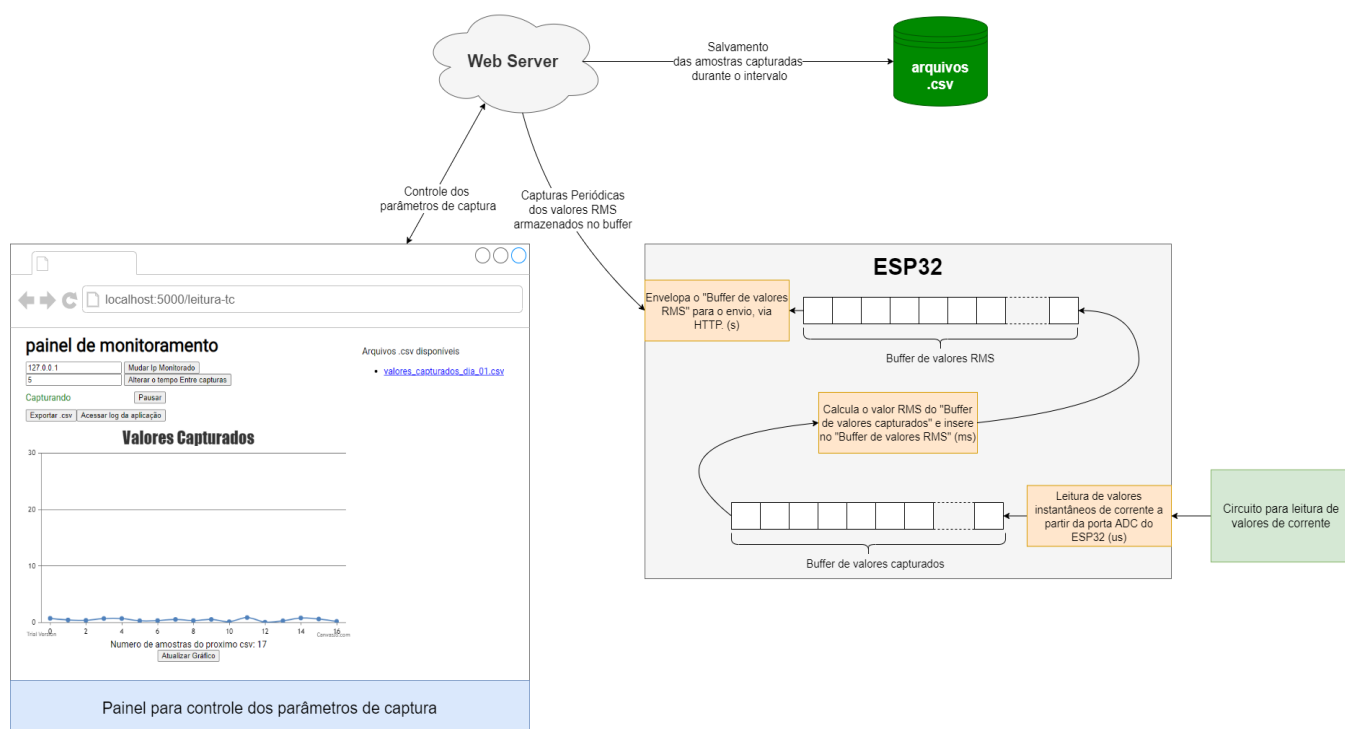 Web Server
Salvamento
das amostras capturadas
durante o intervalo
arquivos
.csv
Controle dos
parâmetros de captura
Capturas Periódicas
dos valores RMS
armazenados no buffer
localhost:5000/leitura-tc
painel de monitoramento
127.0.0.1
Mudar Ip Monitorado
5
Alterar o tempo Entre capturas
Capturando
Pausar
Exportar .csv
Acessar log da aplicação
Arquivos .csv disponíveis
valores_capturados_dia_01.csv
Valores Capturados
30
20
10
0
0 2 4 6 8 10 12 14 16
Trial Version
CanvasJS.com
Numero de amostras do proximo csv: 17
Atualizar Gráfico
Painel para controle dos parâmetros de captura
ESP32
Envelopa o "Buffer de valores
RMS" para o envio, via
HTTP. (s)
Buffer de valores RMS
Calcula o valor RMS do "Buffer
de valores capturados" e insere
no "Buffer de valores RMS" (ms)
Buffer de valores capturados
Leitura de valores
instantâneos de corrente a
partir da porta ADC do
ESP32 (us)
Circuito para leitura de
valores de corrente